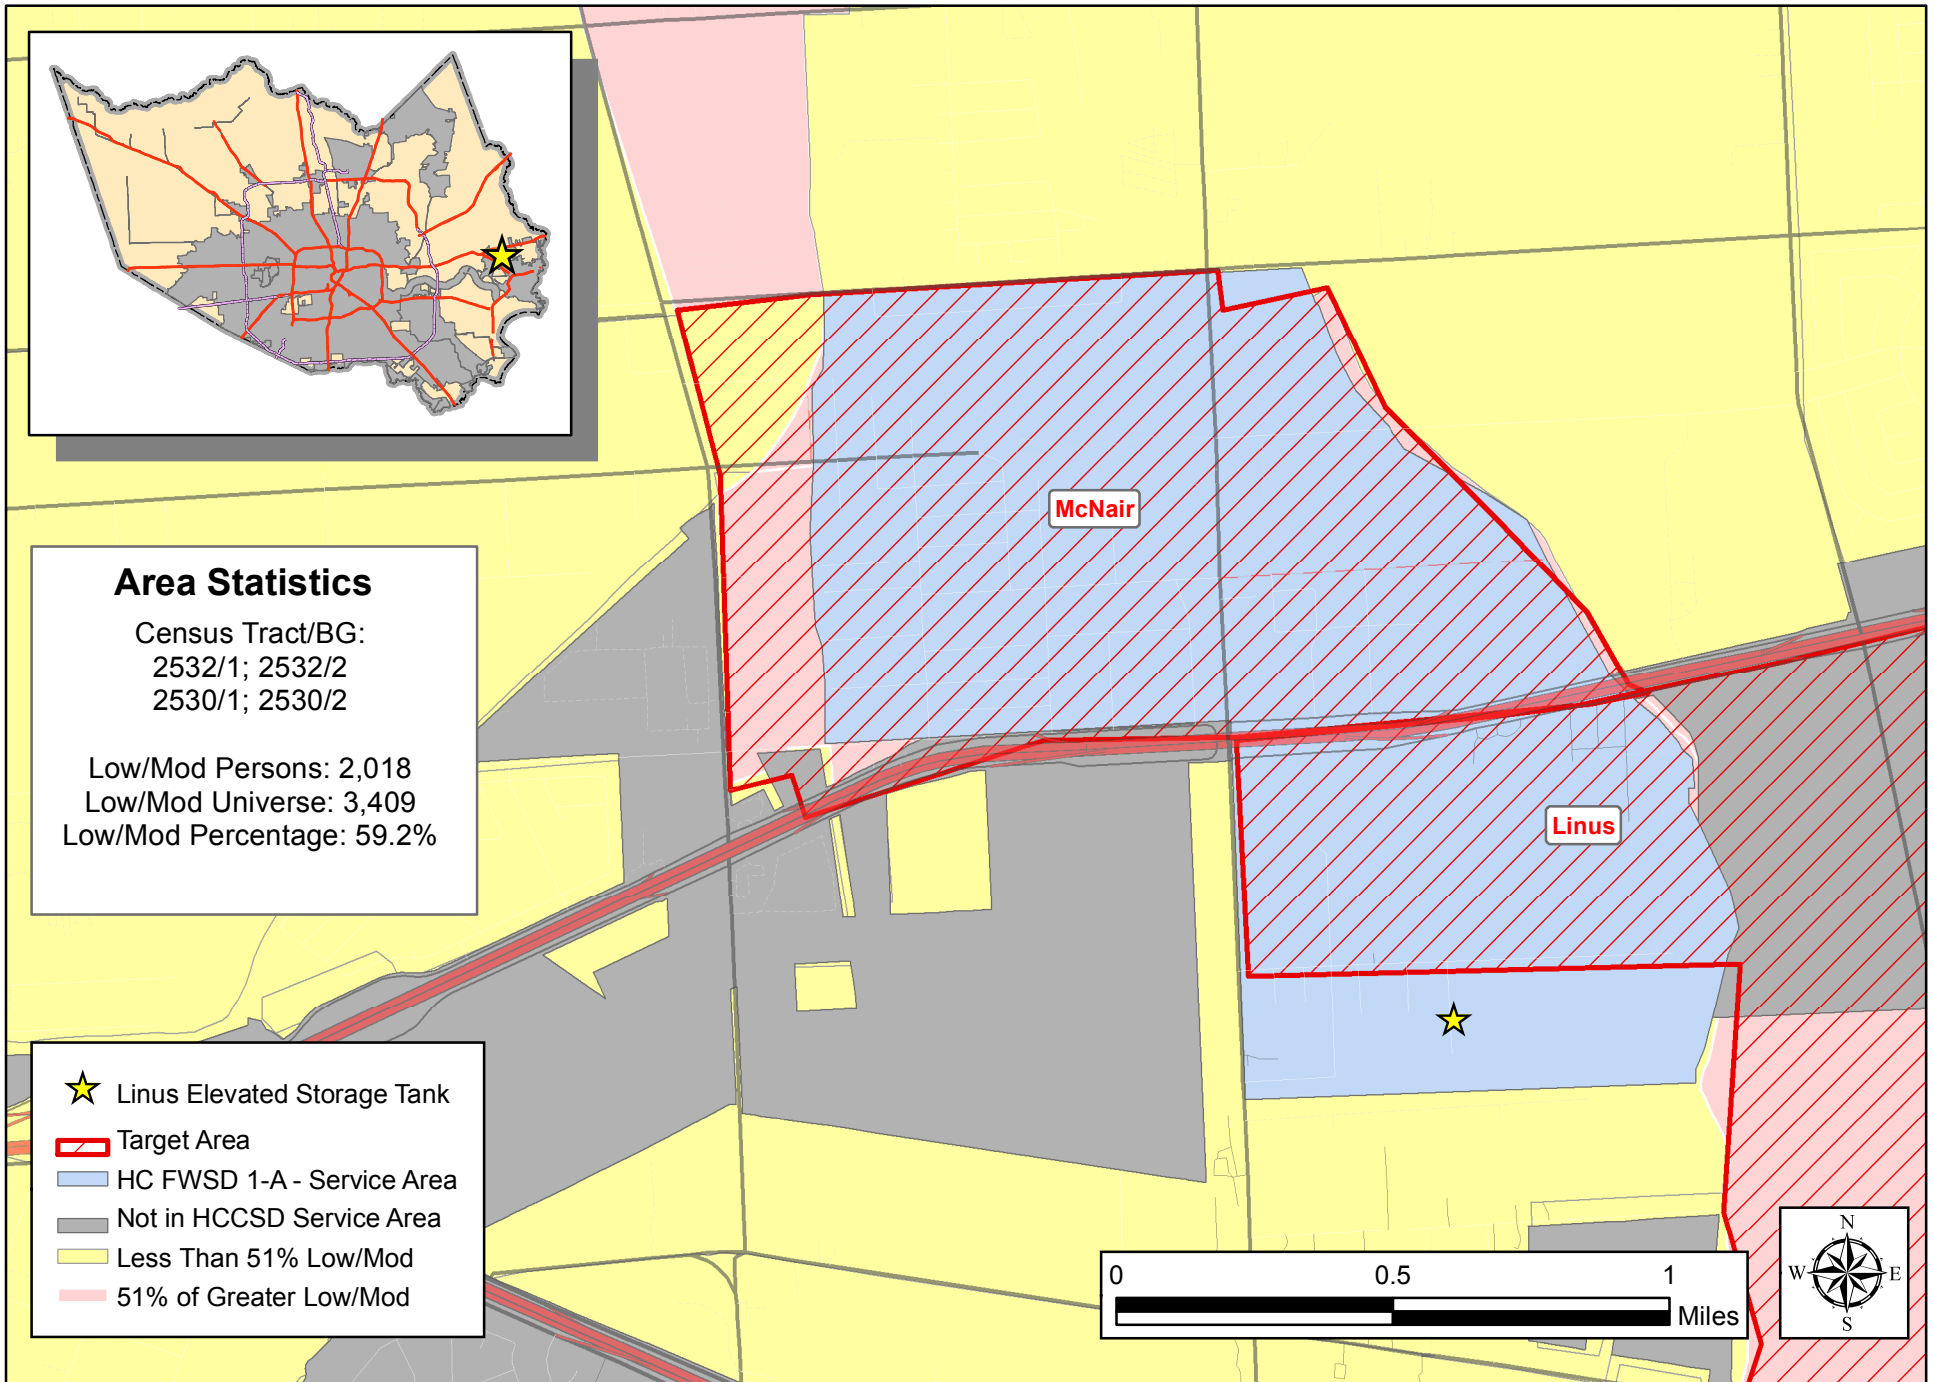 McNair
Area Statistics
Census Tract/BG:
2532/1; 2532/2
2530/1; 2530/2
Low/Mod Persons: 2,018
Low/Mod Universe: 3,409
Low/Mod Percentage: 59.2%
Linus
Linus Elevated Storage Tank
Target Area
HC FWSD 1-A - Service Area
Not in HCCSD Service Area
Less Than 51% Low/Mod
51% of Greater Low/Mod
0 0.5 1
Miles
N
W E
S